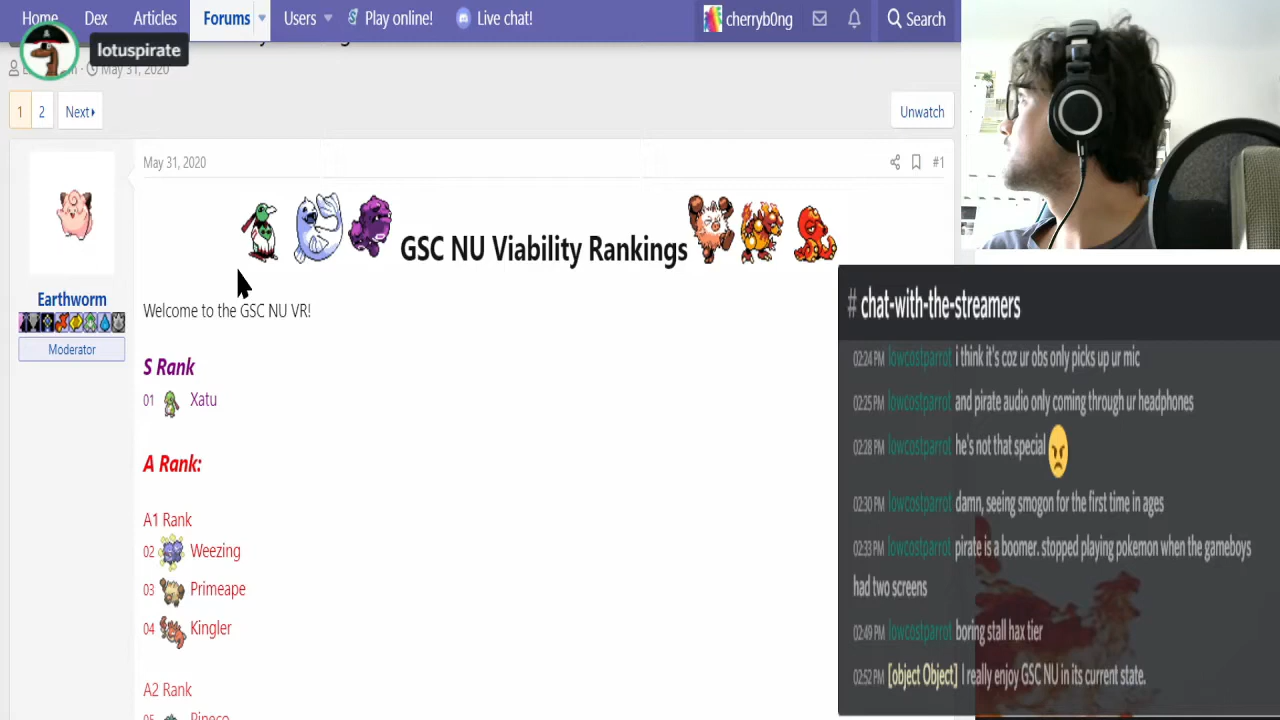 Home Dex Articles Forums Users Play online! Live chat! cherryb0ng Search
lotuspirate
May 31, 2020
1 2 Next Unwatch
May 31, 2020 #1
GSC NU Viability Rankings
Earthworm
Moderator
Welcome to the GSC NU VR!
S Rank
01 Xatu
A Rank:
A1 Rank
02 Weezing
03 Primeape
04 Kingler
A2 Rank
05 Pineco
# chat-with-the-streamers
02:24 PM lowcostparrot i think it's coz ur obs only picks up ur mic
02:25 PM lowcostparrot and pirate audio only coming through ur headphones
02:28 PM lowcostparrot he's not that special
02:30 PM lowcostparrot damn, seeing smogon for the first time in ages
02:33 PM lowcostparrot pirate is a boomer. stopped playing pokemon when the gameboys
had two screens
02:49 PM lowcostparrot boring stall hax tier
02:52 PM [object Object] I really enjoy GSC NU in its current state.